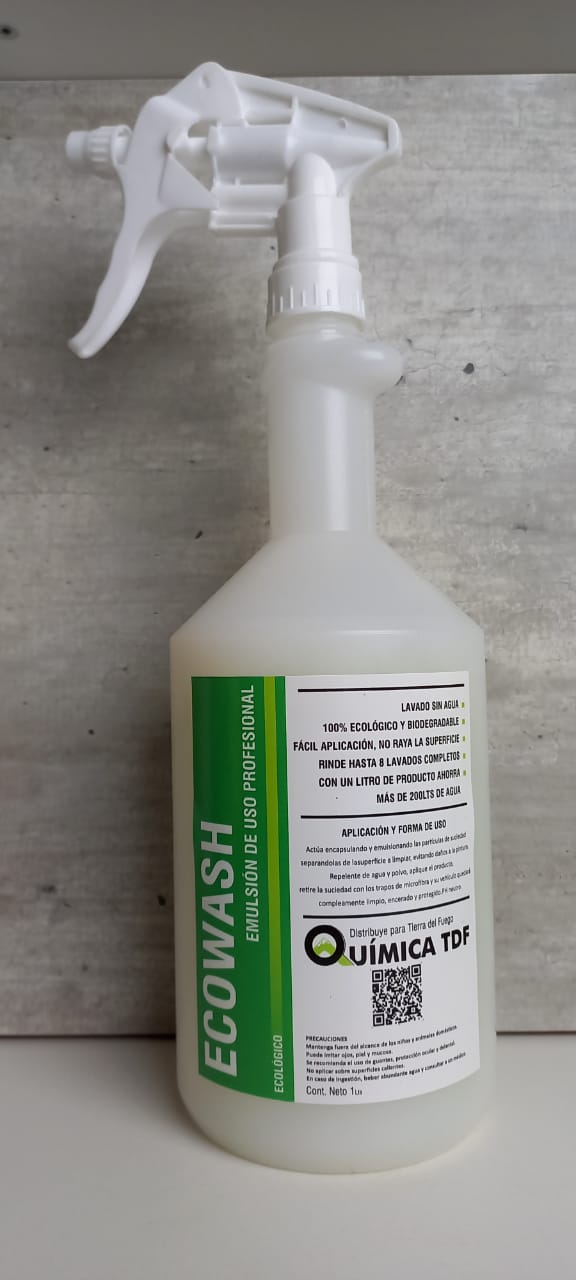 ECOWASH
EMULSIÓN DE USO PROFESIONAL
ECOLÓGICO
LAVADO SIN AGUA
100% ECOLÓGICO Y BIODEGRADABLE
FÁCIL APLICACIÓN, NO RAYA LA SUPERFICIE
RINDE HASTA 8 LAVADOS COMPLETOS
CON UN LITRO DE PRODUCTO AHORRA
MÁS DE 200LTS DE AGUA
APLICACIÓN Y FORMA DE USO
Actúa encapsulando y emulsionando las partículas de suciedad
separandolas de lasuperficie a limpiar, evitando daños a la pintura.
Repelente de agua y polvo, aplique el producto,
retire la suciedad con los trapos de microfibra y su vehículo quedará
completamente limpio, encerado y protegido. PH neutro.
Distribuye para Tierra del Fuego
QUÍMICA TDF
PRECAUCIONES
Mantenga fuera del alcance de los niños y animales domésticos.
Puede irritar ojos, piel y mucosa.
Se recomienda el uso de guantes, protección ocular y delantal.
No aplicar sobre superficies calientes.
En caso de ingestión, beber abundante agua y consultar a un médico.
Cont. Neto 1Ltr